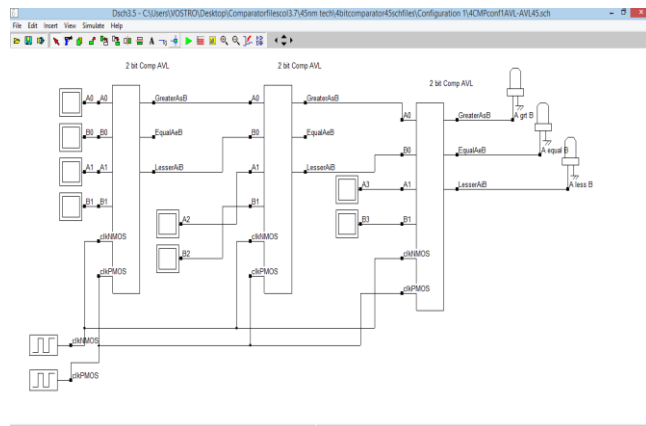 Dsch3.5 - C:\Users\VOSTRO\Desktop\Comparatorfilescol3.7\45nm tech\4bitcomparator45schfiles\Configuration 1\4CMPconf1AVL-AVL45.sch
File Edit Insert View Simulate Help
2 bit Comp AVL
2 bit Comp AVL
2 bit Comp AVL
A0 A0 GreaterAsB A0 GreaterAsB
A0 GreaterAsB A grt B
B0 B0 EqualAeB B0 EqualAeB
B0 EqualAeB A equal B
A1 A1 LesserAiB A1 LesserAiB
A3 A1 LesserAiB A less B
B1 B1 B1
A2
B3 B1
clkNMOS clkNMOS
B2
clkNMOS
clkPMOS clkPMOS
clkPMOS
clkNMOS
clkPMOS